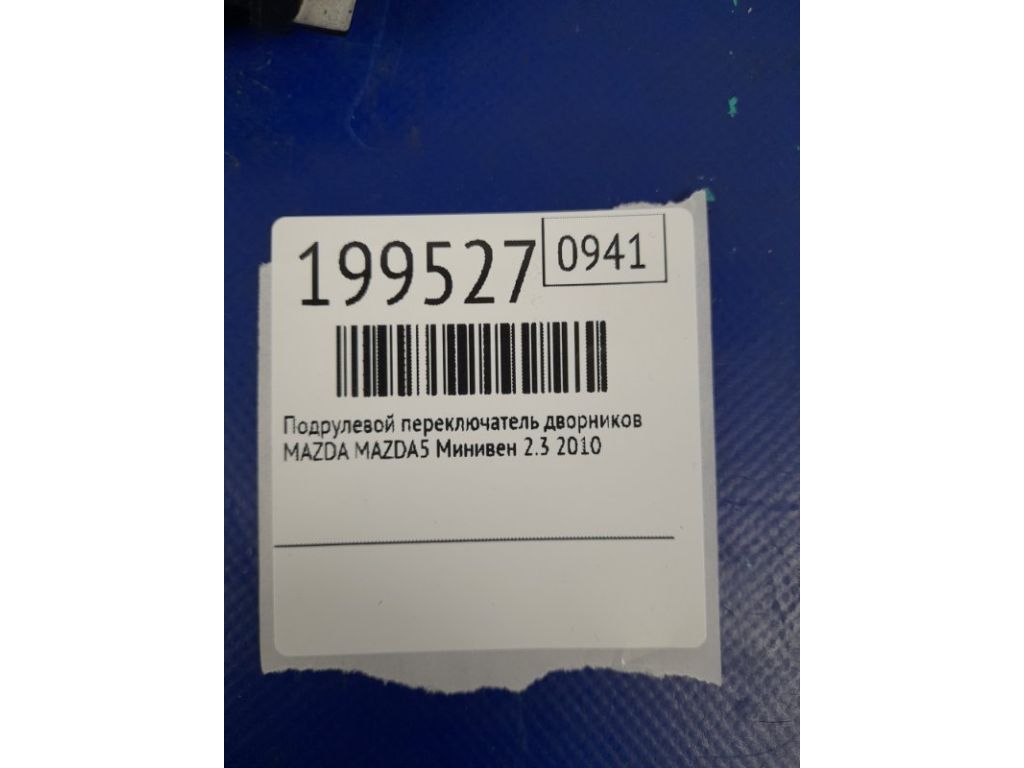 199527 0941
Подрулевой переключатель дворников
MAZDA MAZDA5 Минивен 2.3 2010